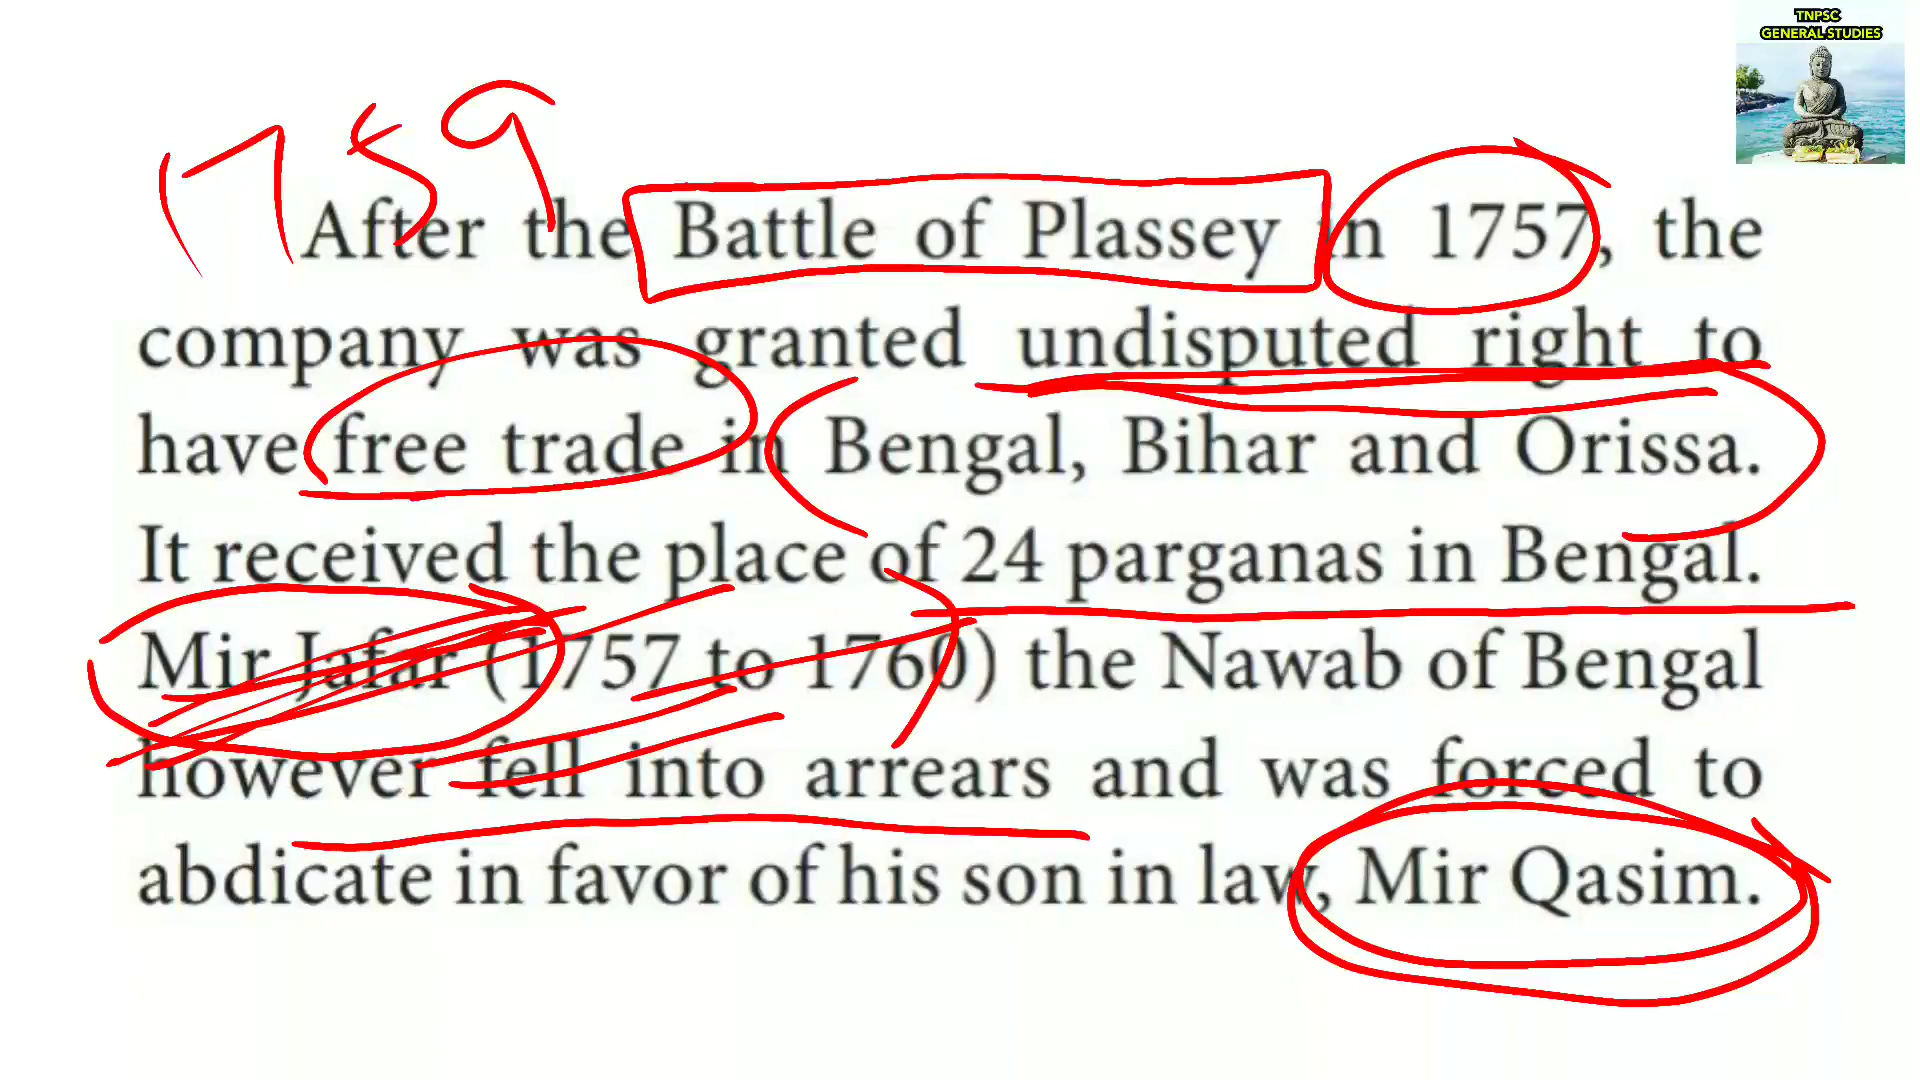 TNPSC
GENERAL STUDIES
1759
After the Battle of Plassey in 1757, the
company was granted undisputed right to
have free trade in Bengal, Bihar and Orissa.
It received the place of 24 parganas in Bengal.
Mir Jafar (1757 to 1760) the Nawab of Bengal
however fell into arrears and was forced to
abdicate in favor of his son in law, Mir Qasim.